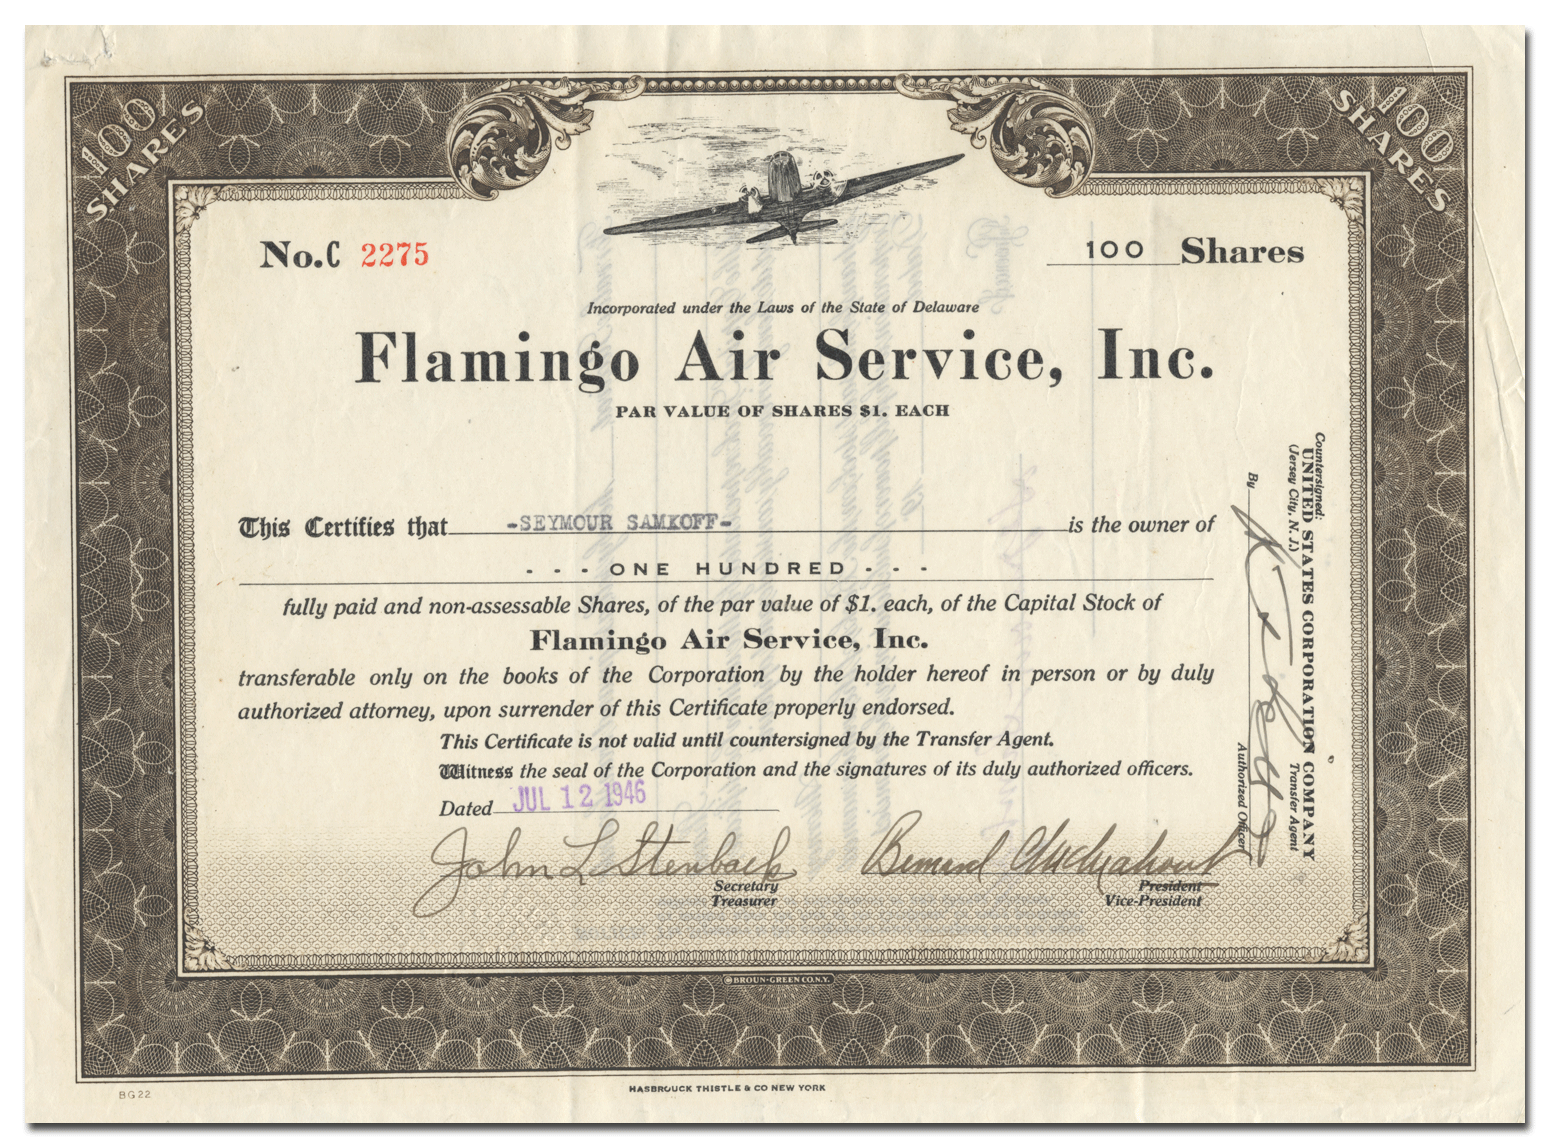 100 SHARES
100 SHARES
No. C 2275
100 Shares
Incorporated under the Laws of the State of Delaware
Flamingo Air Service, Inc.
PAR VALUE OF SHARES $1. EACH
This Certifies that -SEYMOUR SAMKOFF- is the owner of
- - - ONE HUNDRED - - -
fully paid and non-assessable Shares, of the par value of $1. each, of the Capital Stock of
Flamingo Air Service, Inc.
transferable only on the books of the Corporation by the holder hereof in person or by duly
authorized attorney, upon surrender of this Certificate properly endorsed.
This Certificate is not valid until countersigned by the Transfer Agent.
Witness the seal of the Corporation and the signatures of its duly authorized officers.
Dated JUL 12 1946
John L Stenback
Secretary
Treasurer
Bernard
President
Vice-President
Countersigned:
UNITED STATES CORPORATION COMPANY
(Jersey City, N. J.) Transfer Agent
By
Authorized Officer
© BROUN-GREEN CO. N.Y.
BG22
HASBROUCK THISTLE & CO NEW YORK